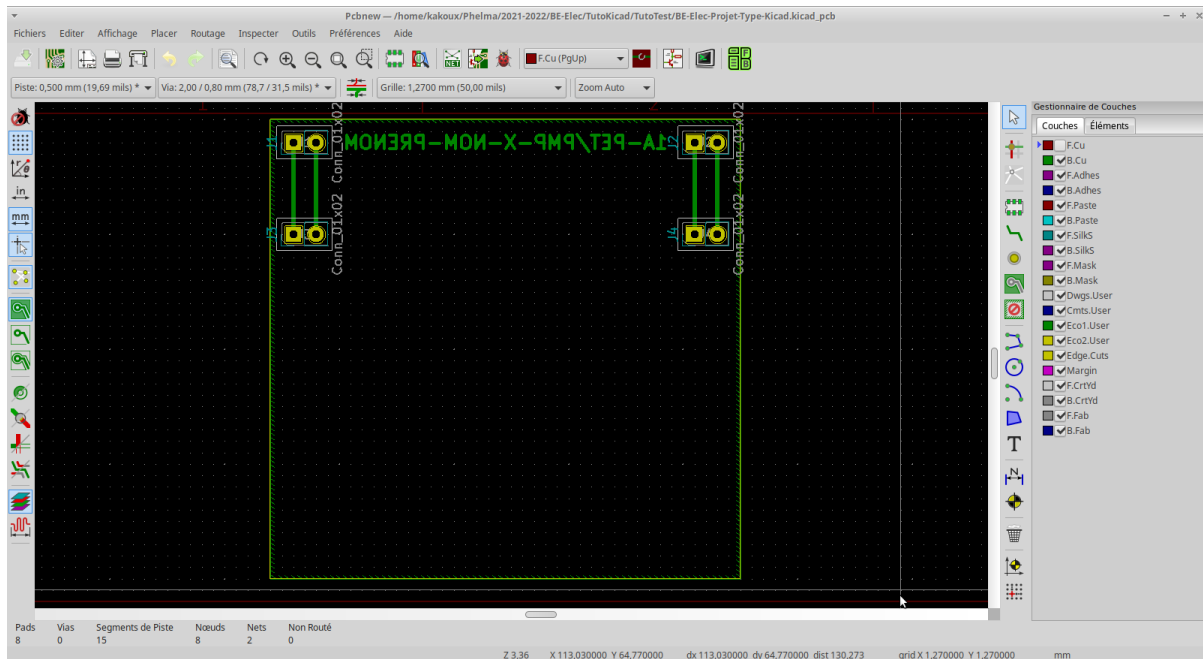 Pcbnew — /home/kakoux/Phelma/2021-2022/BE-Elec/TutoKicad/TutoTest/BE-Elec-Projet-Type-Kicad.kicad_pcb
Fichiers Editer Affichage Placer Routage Inspecter Outils Préférences Aide
F.Cu (PgUp)
Piste: 0,500 mm (19,69 mils) * Via: 2,00 / 0,80 mm (78,7 / 31,5 mils) * Grille: 1,2700 mm (50,00 mils) Zoom Auto
in
mm
1A-PET/PMP-X-NOM-PRENOM
J1
Conn_01x02
J2
Conn_01x02
J3
Conn_01x02
J4
Conn_01x02
Gestionnaire de Couches
Couches Éléments
F.Cu
B.Cu
F.Adhes
B.Adhes
F.Paste
B.Paste
F.SilkS
B.SilkS
F.Mask
B.Mask
Dwgs.User
Cmts.User
Eco1.User
Eco2.User
Edge.Cuts
Margin
F.CrtYd
B.CrtYd
F.Fab
B.Fab
Pads Vias Segments de Piste Nœuds Nets Non Routé
8 0 15 8 2 0
Z 3,36 X 113,030000 Y 64,770000 dx 113,030000 dy 64,770000 dist 130,273 grid X 1,270000 Y 1,270000 mm